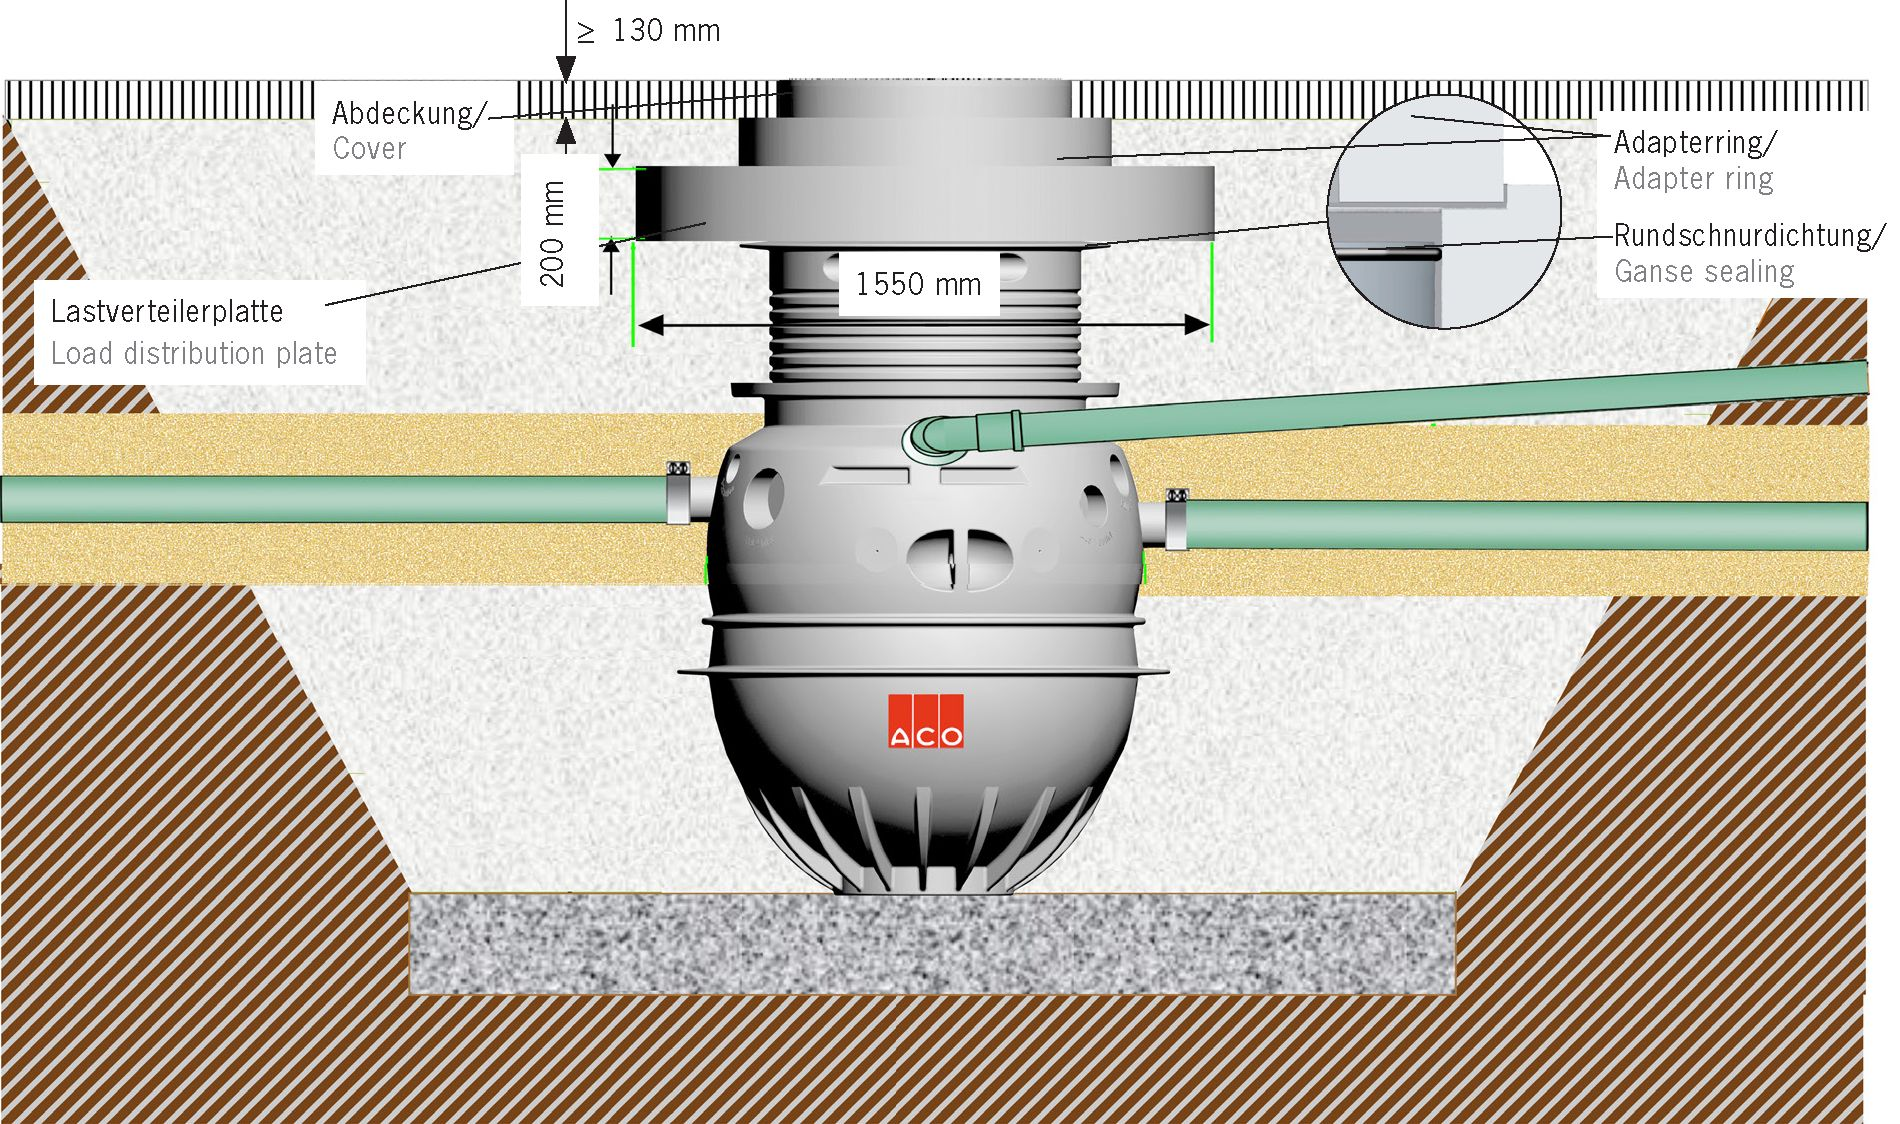 ≥ 130 mm
Abdeckung/
Cover
Adapterring/
Adapter ring
200 mm
Rundschnurdichtung/
Ganse sealing
1550 mm
Lastverteilerplatte
Load distribution plate
ACO